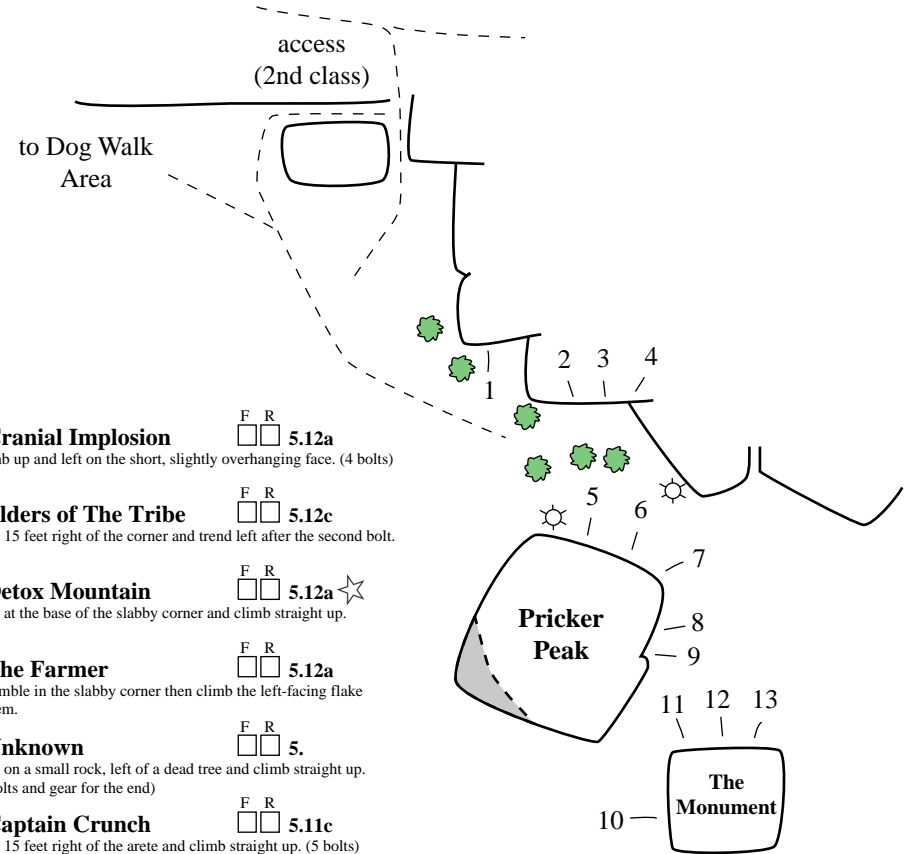 access
(2nd class)
to Dog Walk
Area
1
2
3
4
5
6
7
8
9
Pricker
Peak
10
11
12
13
The
Monument
F R
Cranial Implosion 5.12a
mb up and left on the short, slightly overhanging face. (4 bolts)
F R
lders of The Tribe 5.12c
15 feet right of the corner and trend left after the second bolt.
F R
Detox Mountain 5.12a
at the base of the slabby corner and climb straight up.
F R
he Farmer 5.12a
mble in the slabby corner then climb the left-facing flake
em.
F R
Unknown 5.
on a small rock, left of a dead tree and climb straight up.
olts and gear for the end)
F R
Captain Crunch 5.11c
15 feet right of the arete and climb straight up. (5 bolts)